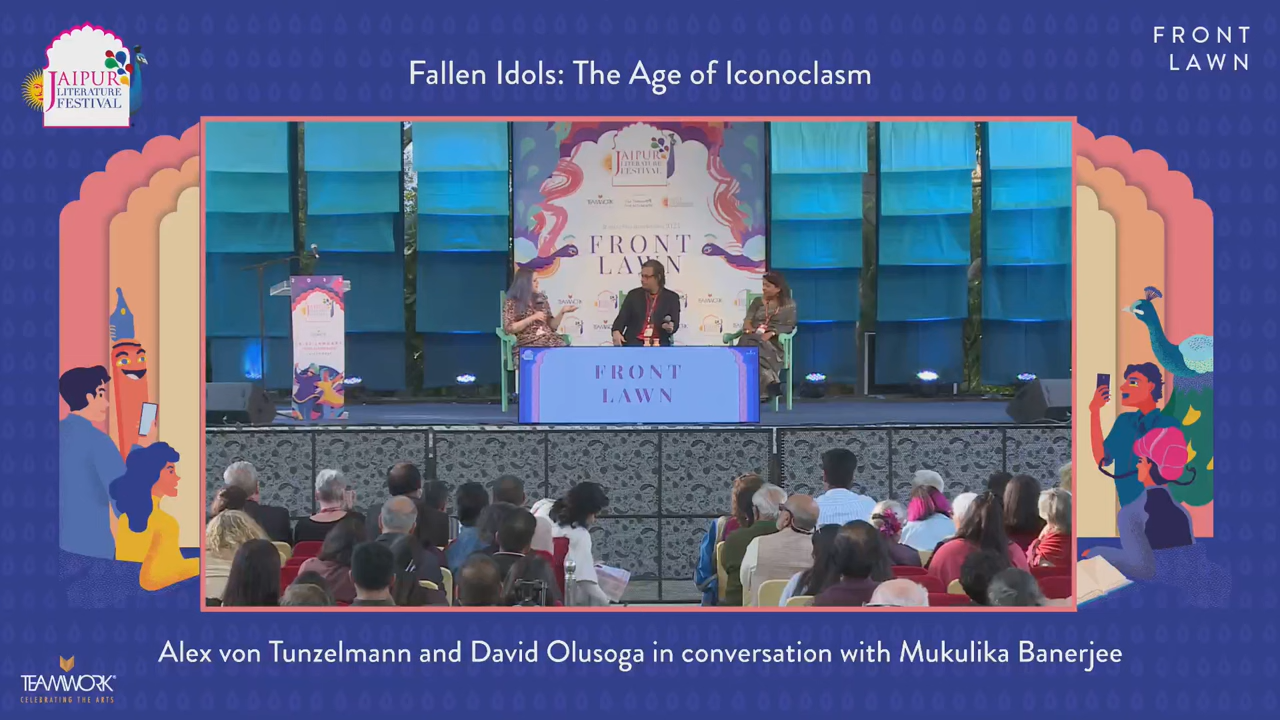 JAIPUR
LITERATURE
FESTIVAL
Fallen Idols: The Age of Iconoclasm
FRONT
LAWN
JAIPUR
LITERATURE
FESTIVAL
TEAMWORK
FRONT
LAWN
FRONT
LAWN
Alex von Tunzelmann and David Olusoga in conversation with Mukulika Banerjee
TEAMWORK
CELEBRATING THE ARTS